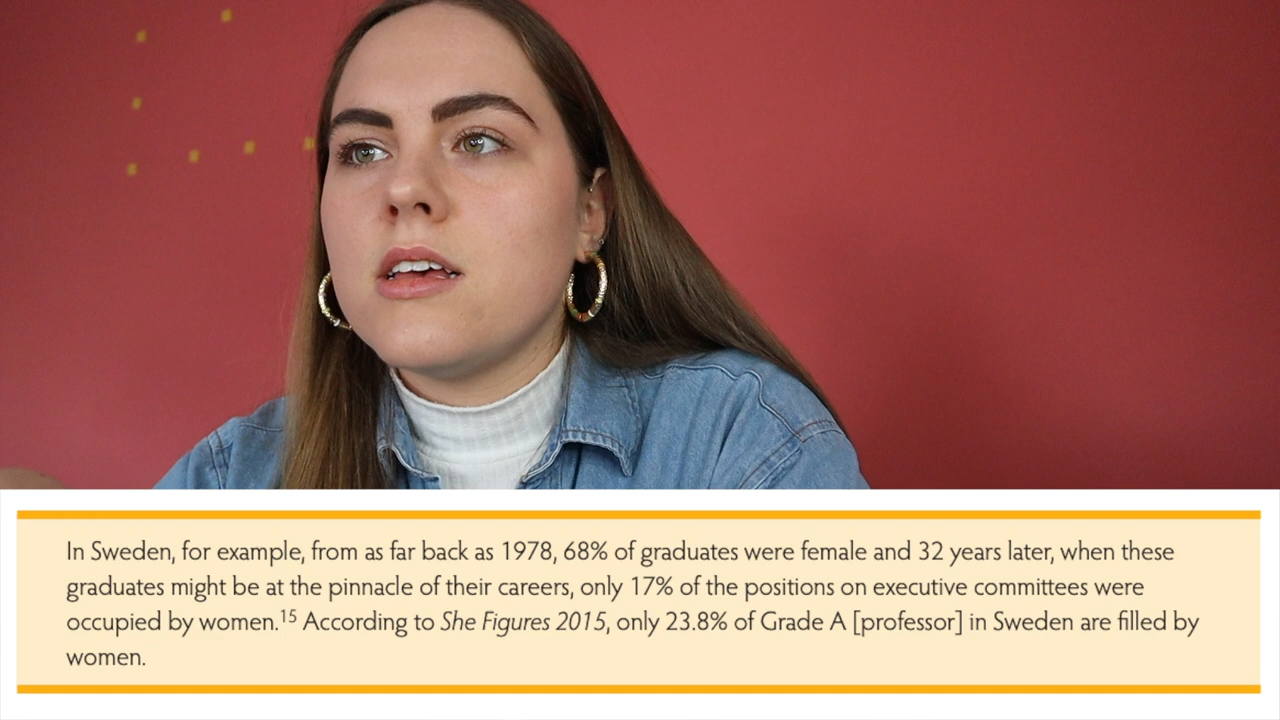 In Sweden, for example, from as far back as 1978, 68% of graduates were female and 32 years later, when these
graduates might be at the pinnacle of their careers, only 17% of the positions on executive committees were
occupied by women.15 According to She Figures 2015, only 23.8% of Grade A [professor] in Sweden are filled by
women.